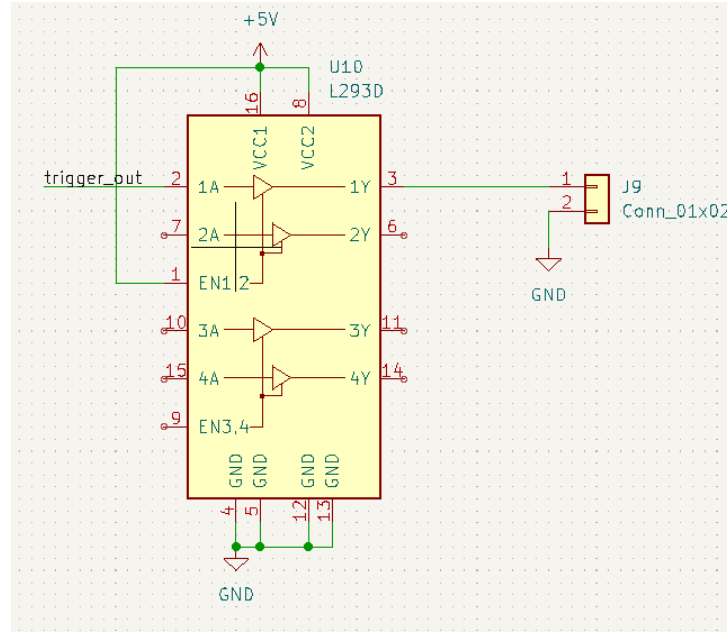 +5V
U10
L293D
16
8
VCC1
VCC2
trigger_out
2
1A
1Y
3
1
J9
2
Conn_01x02
7
2A
2Y
6
1
EN1,2
GND
10
3A
3Y
11
15
4A
4Y
14
9
EN3,4
GND
GND
GND
GND
4
5
12
13
GND